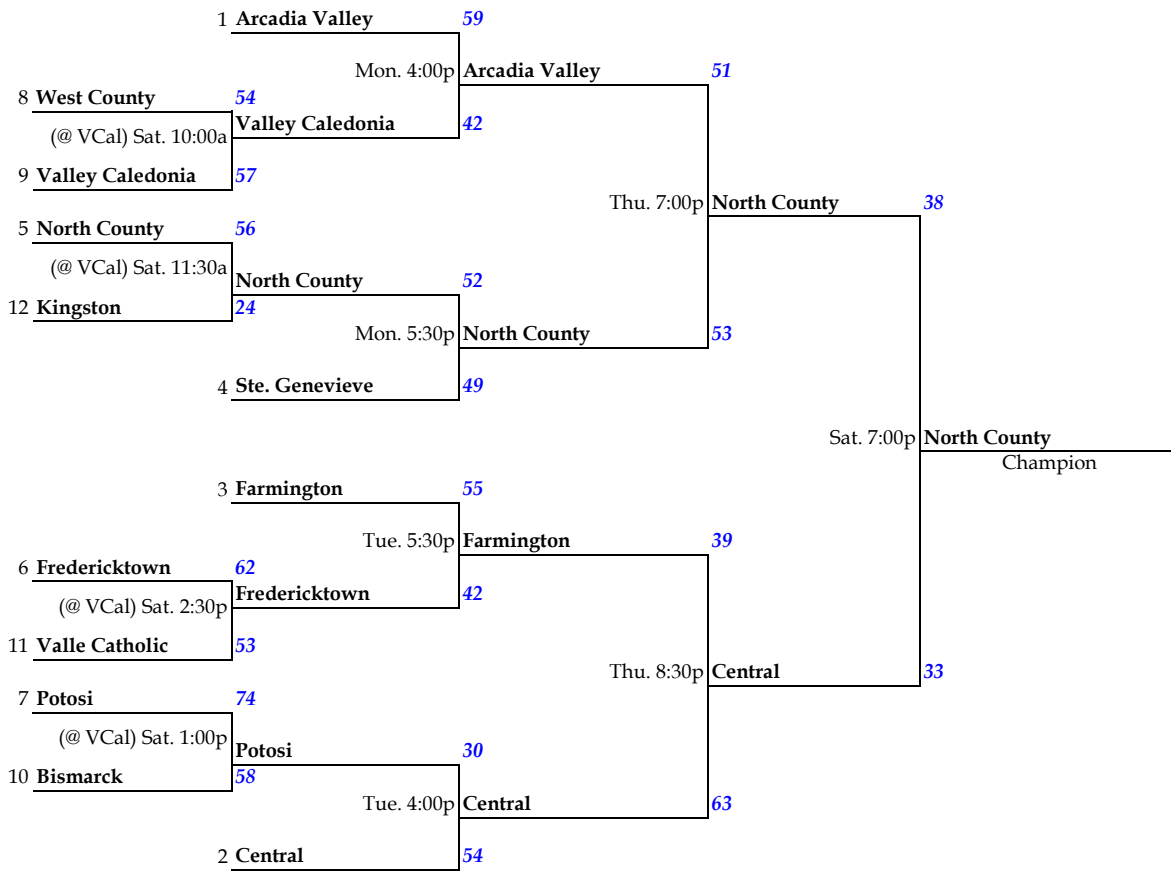 1 Arcadia Valley 59
Mon. 4:00p Arcadia Valley 51
8 West County 54
Valley Caledonia 42
(@ VCal) Sat. 10:00a
9 Valley Caledonia 57
Thu. 7:00p North County 38
5 North County 56
(@ VCal) Sat. 11:30a
North County 52
12 Kingston 24
Mon. 5:30p North County 53
4 Ste. Genevieve 49
Sat. 7:00p North County
Champion
3 Farmington 55
Tue. 5:30p Farmington 39
6 Fredericktown 62
Fredericktown 42
(@ VCal) Sat. 2:30p
11 Valle Catholic 53
Thu. 8:30p Central 33
7 Potosi 74
(@ VCal) Sat. 1:00p
Potosi 30
10 Bismarck 58
Tue. 4:00p Central 63
2 Central 54